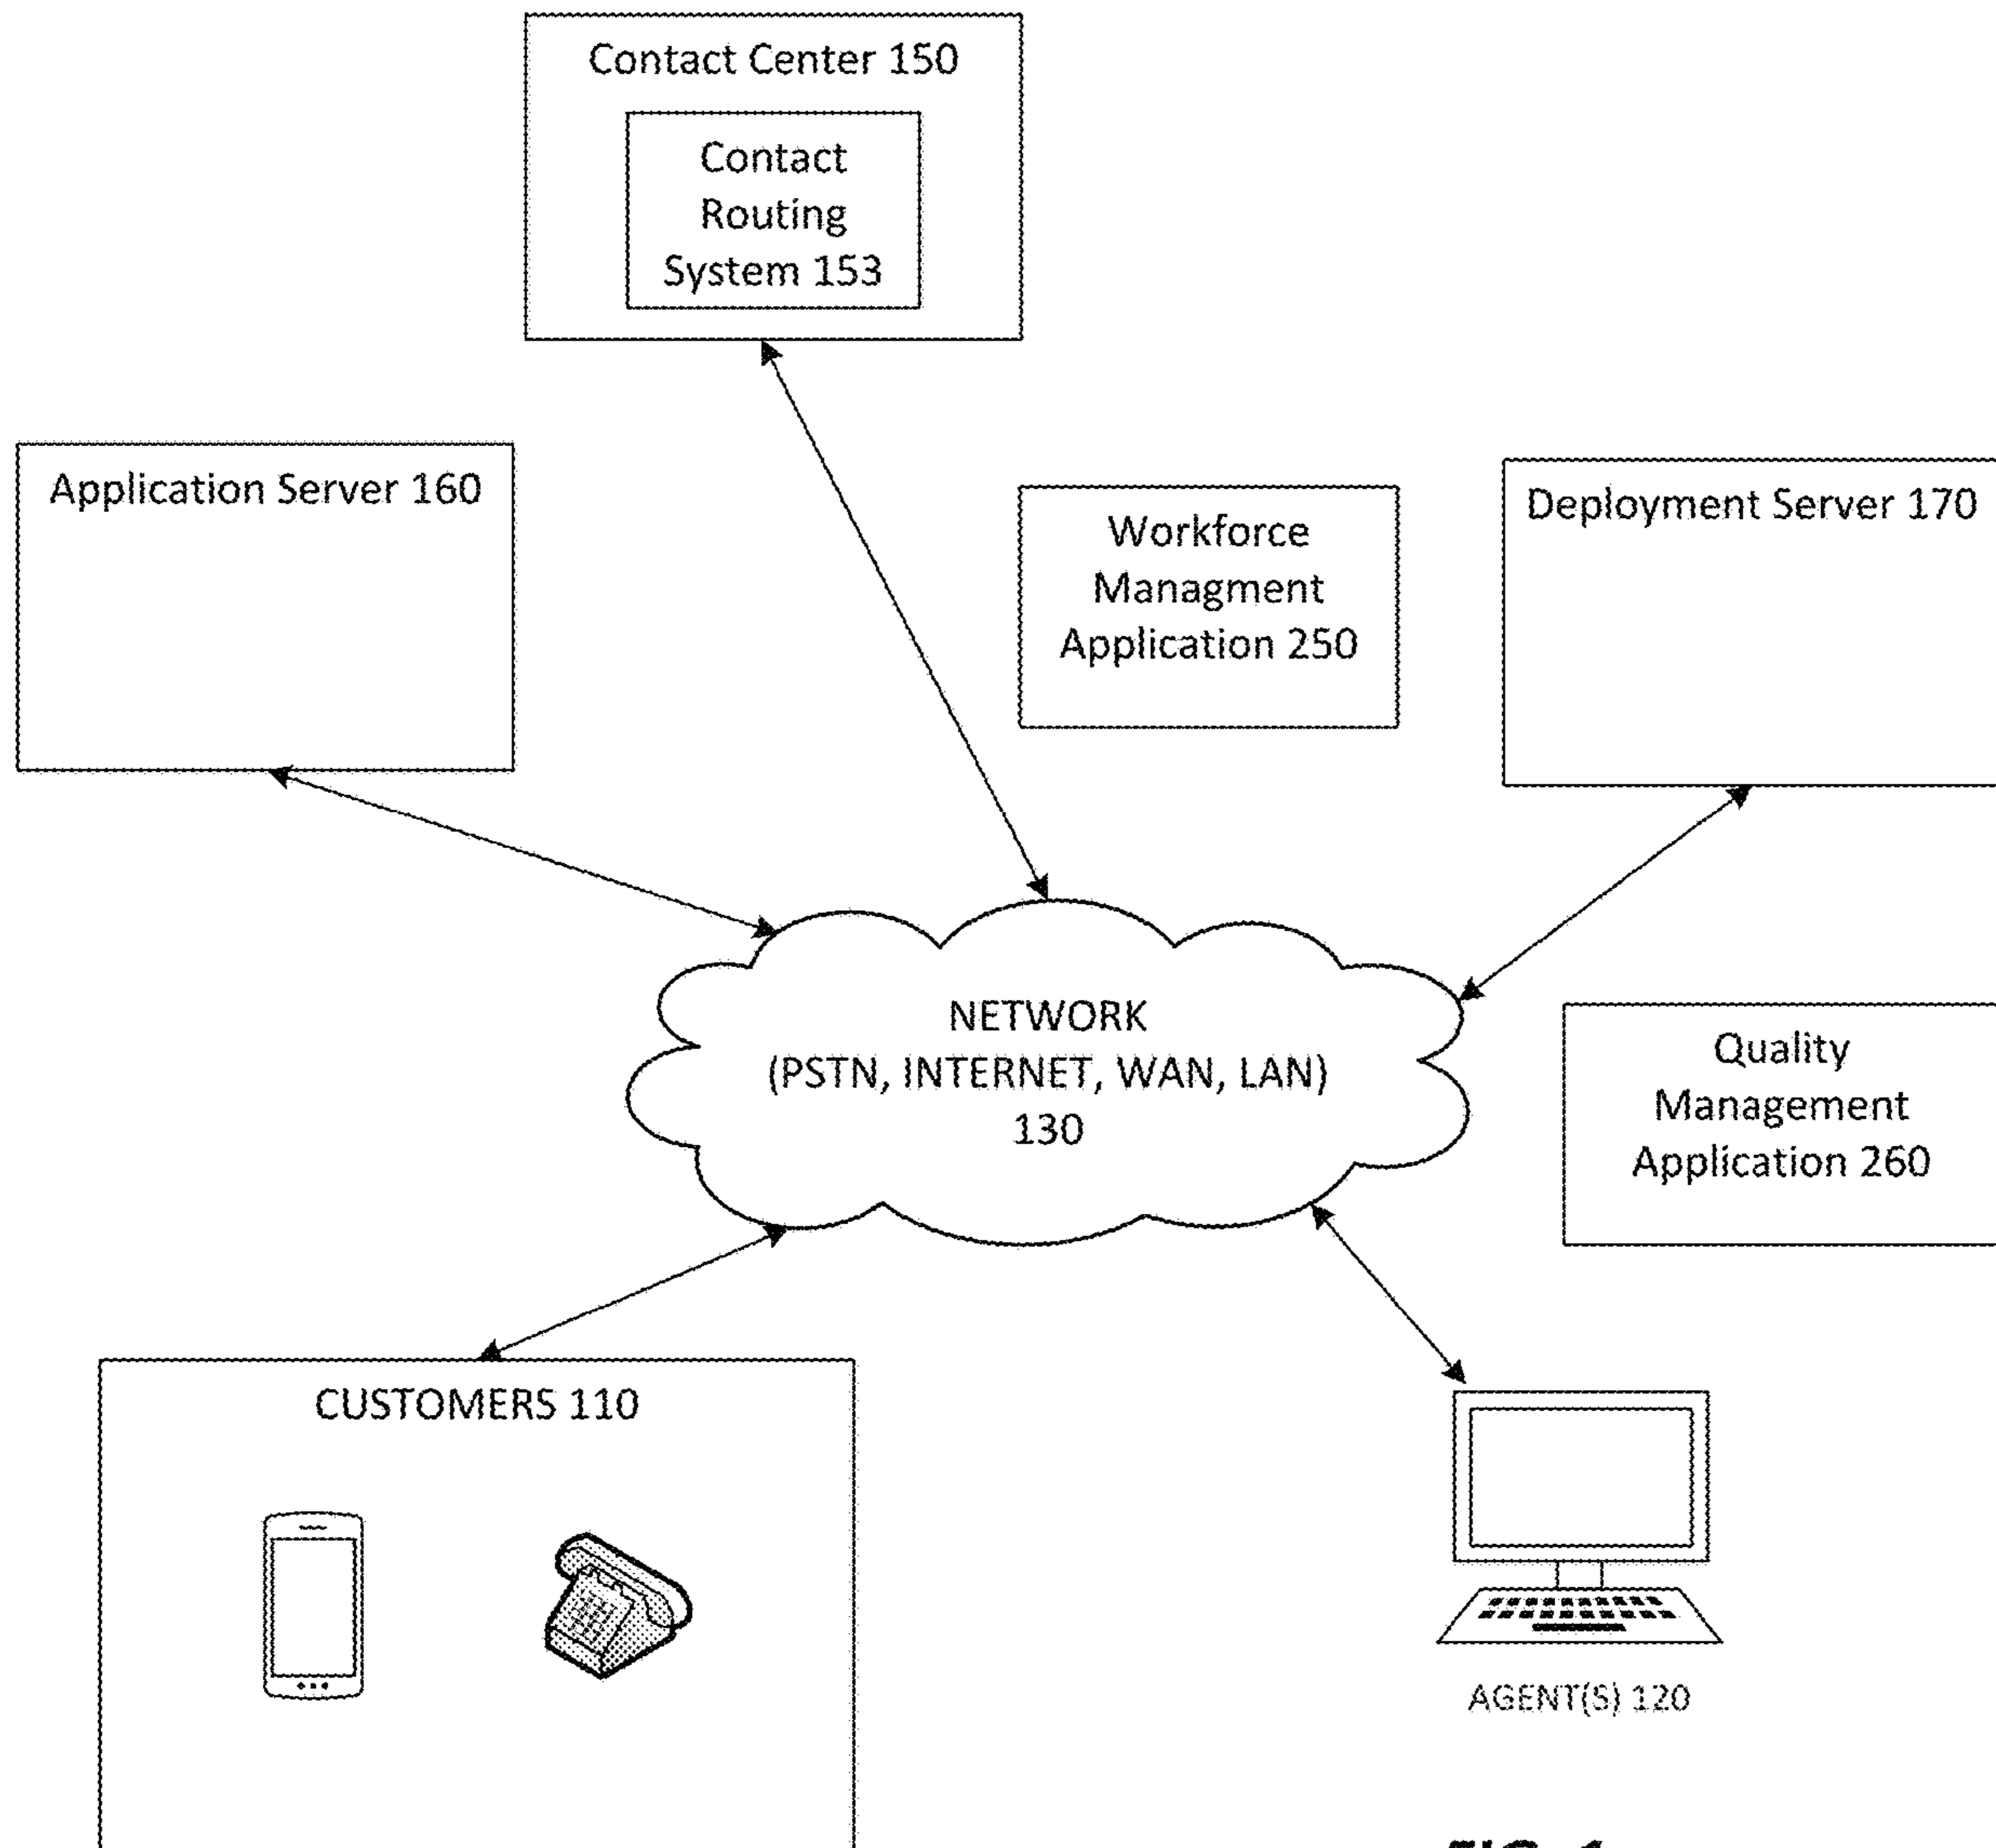 Contact Center 150
Contact
Routing
System 153
Application Server 160
Workforce
Managment
Application 250
Deployment Server 170
NETWORK
(PSTN, INTERNET, WAN, LAN)
130
Quality
Management
Application 260
CUSTOMERS 110
AGENT(S) 120